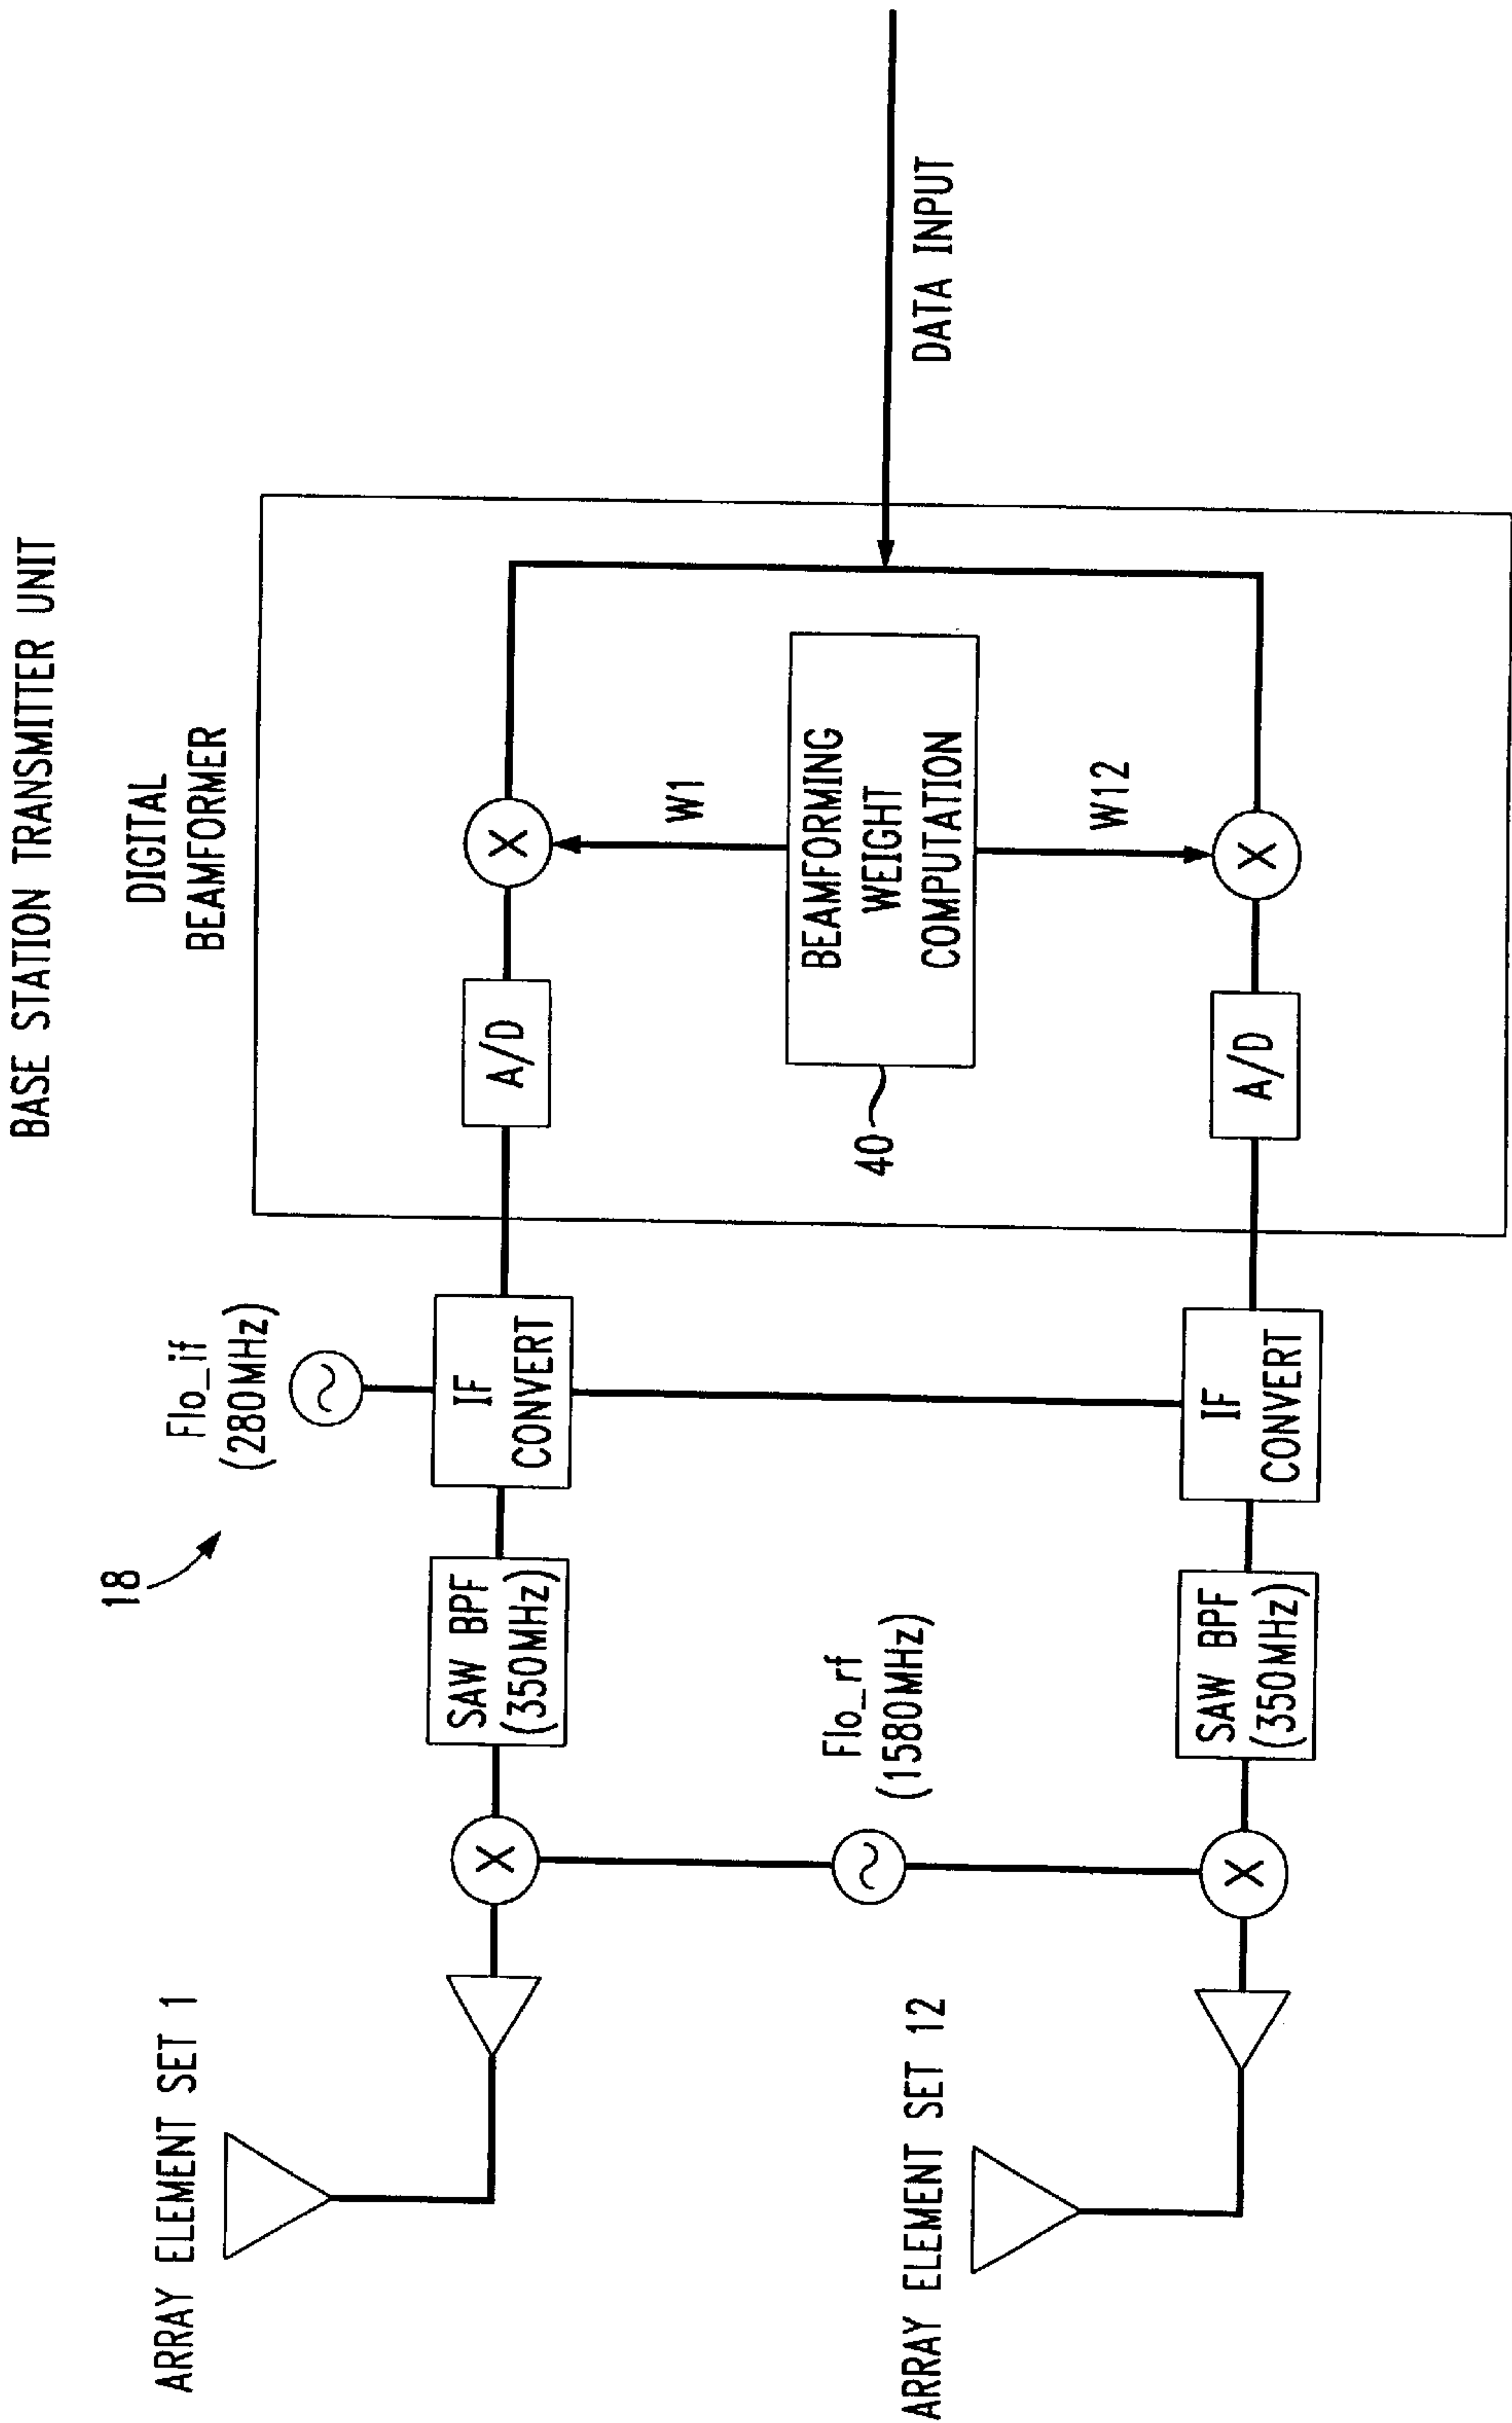 BASE STATION TRANSMITTER UNIT
DIGITAL
BEAMFORMER
18
Flo_if
(280MHz)
ARRAY ELEMENT SET 1
X
SAW BPF
(350MHz)
IF
CONVERT
A/D
X
W1
Flo_rf
(1580MHz)
40
BEAMFORMING
WEIGHT
COMPUTATION
DATA INPUT
W12
ARRAY ELEMENT SET 12
X
SAW BPF
(350MHz)
IF
CONVERT
A/D
X